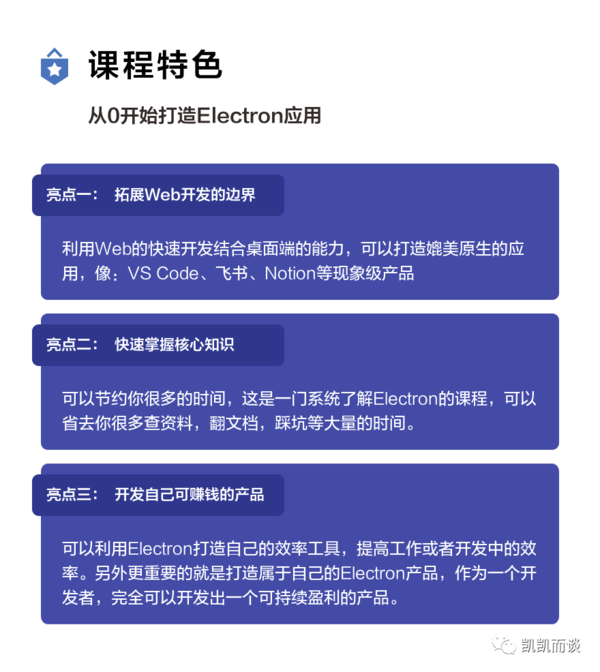 课程特色
从0开始打造Electron应用
亮点一： 拓展Web开发的边界
利用Web的快速开发结合桌面端的能力，可以打造媲美原生的应
用，像：VS Code、飞书、Notion等现象级产品
亮点二： 快速掌握核心知识
可以节约你很多的时间，这是一门系统了解Electron的课程，可以
省去你很多查资料，翻文档，踩坑等大量的时间。
亮点三： 开发自己可赚钱的产品
可以利用Electron打造自己的效率工具，提高工作或者开发中的效
率。另外更重要的就是打造属于自己的Electron产品，作为一个开
发者，完全可以开发出一个可持续盈利的产品。
凯凯而谈